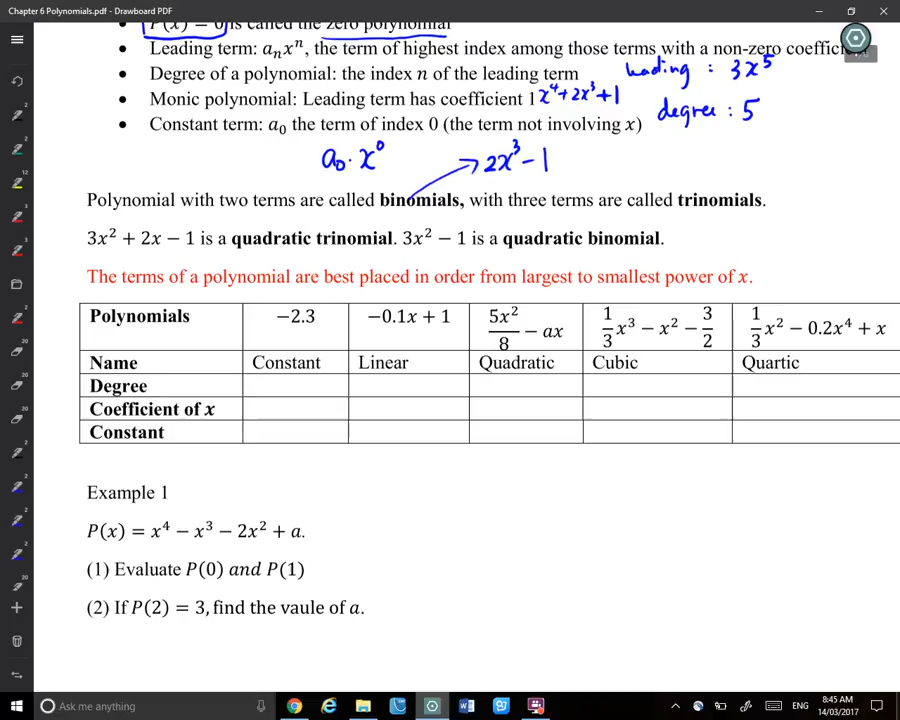 Chapter 6 Polynomials.pdf - Drawboard PDF
P(x) = 0 is called the zero polynomial
• Leading term: aₙxⁿ, the term of highest index among those terms with a non-zero coefficient
leading : 3x⁵
• Degree of a polynomial: the index n of the leading term
• Monic polynomial: Leading term has coefficient 1 x⁴+2x³+1
degree : 5
• Constant term: a₀ the term of index 0 (the term not involving x)
a₀·x⁰ 2x³-1
Polynomial with two terms are called binomials, with three terms are called trinomials.
3x² + 2x − 1 is a quadratic trinomial. 3x² − 1 is a quadratic binomial.
The terms of a polynomial are best placed in order from largest to smallest power of x.
Polynomials −2.3 −0.1x + 1 5x²/8 − ax 1/3 x³ − x² − 3/2 1/3 x² − 0.2x⁴ + x
Name Constant Linear Quadratic Cubic Quartic
Degree
Coefficient of x
Constant
Example 1
P(x) = x⁴ − x³ − 2x² + a.
(1) Evaluate P(0) and P(1)
(2) If P(2) = 3, find the vaule of a.
Ask me anything
ENG
8:45 AM
14/03/2017